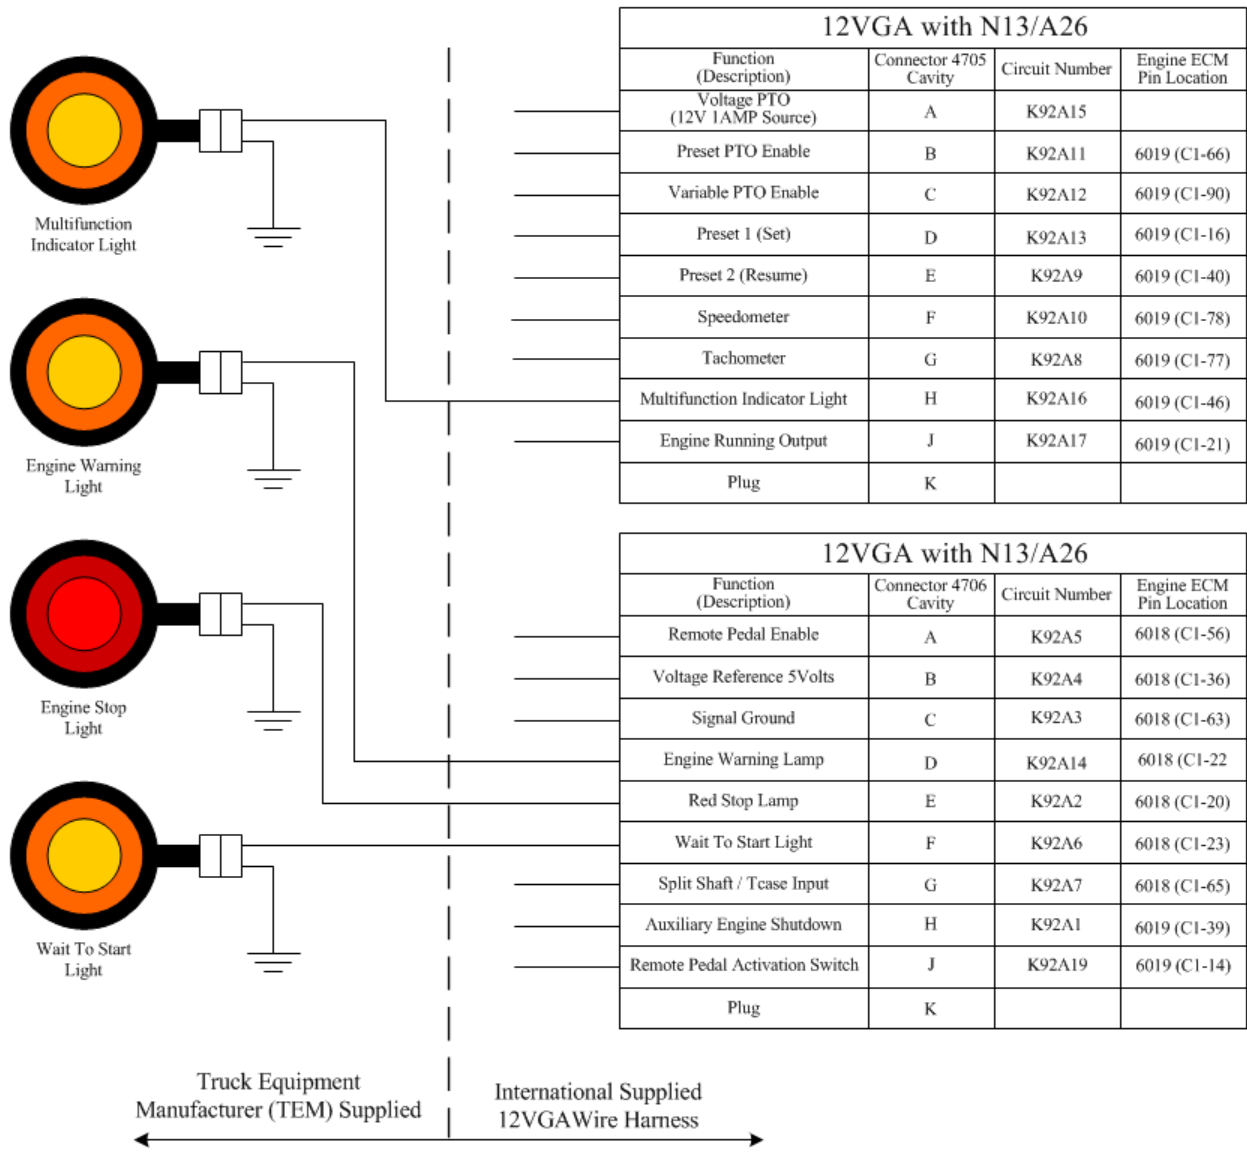 12VGA with N13/A26
Function (Description) Connector 4705 Cavity Circuit Number Engine ECM Pin Location
Voltage PTO (12V 1AMP Source) A K92A15
Preset PTO Enable B K92A11 6019 (C1-66)
Variable PTO Enable C K92A12 6019 (C1-90)
Preset 1 (Set) D K92A13 6019 (C1-16)
Preset 2 (Resume) E K92A9 6019 (C1-40)
Speedometer F K92A10 6019 (C1-78)
Tachometer G K92A8 6019 (C1-77)
Multifunction Indicator Light H K92A16 6019 (C1-46)
Engine Running Output J K92A17 6019 (C1-21)
Plug K
12VGA with N13/A26
Function (Description) Connector 4706 Cavity Circuit Number Engine ECM Pin Location
Remote Pedal Enable A K92A5 6018 (C1-56)
Voltage Reference 5Volts B K92A4 6018 (C1-36)
Signal Ground C K92A3 6018 (C1-63)
Engine Warning Lamp D K92A14 6018 (C1-22
Red Stop Lamp E K92A2 6018 (C1-20)
Wait To Start Light F K92A6 6018 (C1-23)
Split Shaft / Tcase Input G K92A7 6018 (C1-65)
Auxiliary Engine Shutdown H K92A1 6019 (C1-39)
Remote Pedal Activation Switch J K92A19 6019 (C1-14)
Plug K
Multifunction
Indicator Light
Engine Warning
Light
Engine Stop
Light
Wait To Start
Light
Truck Equipment
Manufacturer (TEM) Supplied
International Supplied
12VGAWire Harness